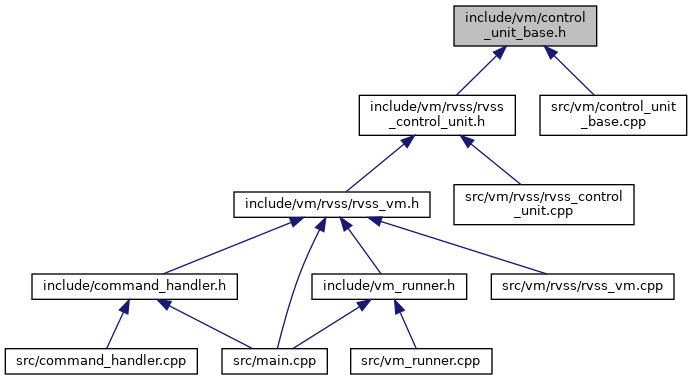 include/vm/control
_unit_base.h
include/vm/rvss/rvss
_control_unit.h
src/vm/control_unit
_base.cpp
include/vm/rvss/rvss_vm.h
src/vm/rvss/rvss_control
_unit.cpp
include/command_handler.h
include/vm_runner.h
src/vm/rvss/rvss_vm.cpp
src/command_handler.cpp
src/main.cpp
src/vm_runner.cpp